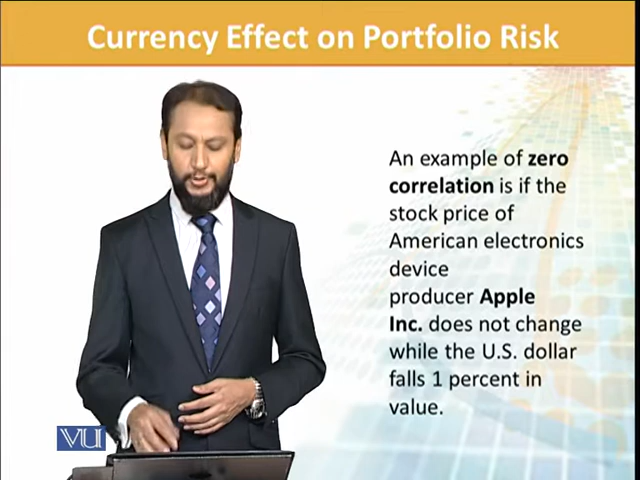 Currency Effect on Portfolio Risk
An example of zero
correlation is if the
stock price of
American electronics
device
producer Apple
Inc. does not change
while the U.S. dollar
falls 1 percent in
value.
VU